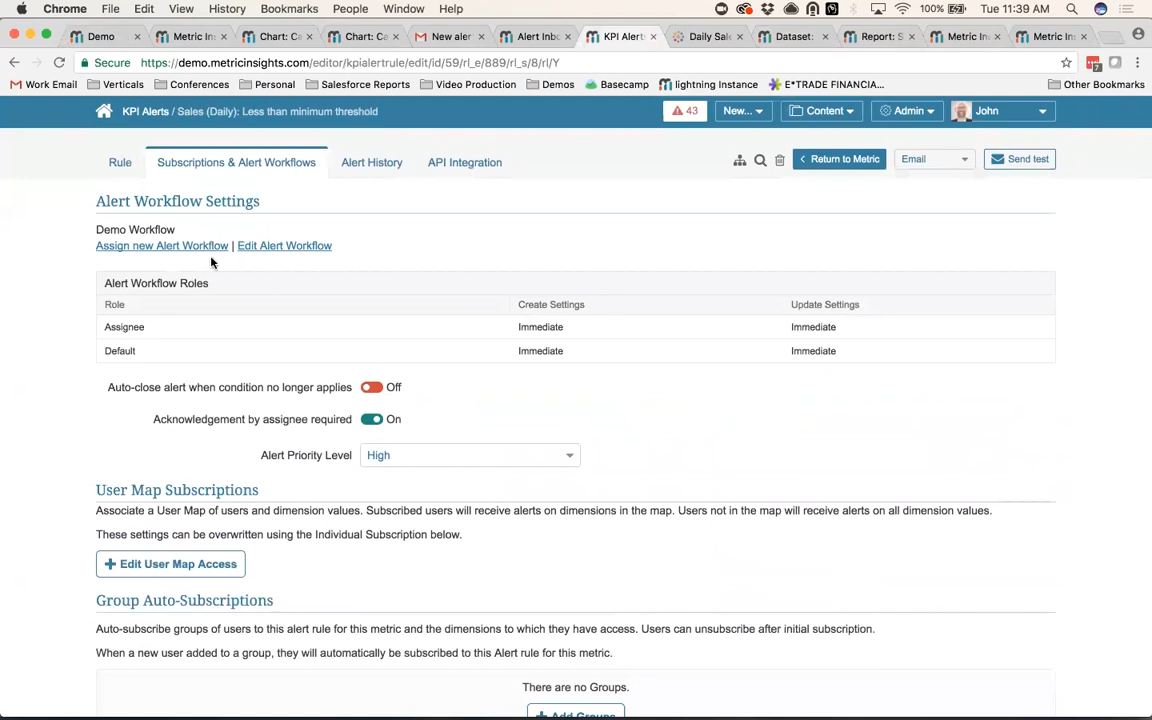 Chrome File Edit View History Bookmarks People Window Help 100% Tue 11:39 AM
Demo Metric Ins Chart: Ca Chart: Ca New aler Alert Inb KPI Alerts Daily Sale Dataset: Report: S Metric In Metric In
Secure https://demo.metricinsights.com/editor/kpialertrule/edit/id/59/rl_e/889/rl_s/8/rl/Y 7
Work Email Verticals Conferences Personal Salesforce Reports Video Production Demos Basecamp lightning Instance E*TRADE FINANCIA... Other Bookmarks
KPI Alerts / Sales (Daily): Less than minimum threshold 43 New... Content Admin John
Rule Subscriptions & Alert Workflows Alert History API Integration Return to Metric Email Send test
Alert Workflow Settings
Demo Workflow
Assign new Alert Workflow | Edit Alert Workflow
Alert Workflow Roles
Role Create Settings Update Settings
Assignee Immediate Immediate
Default Immediate Immediate
Auto-close alert when condition no longer applies Off
Acknowledgement by assignee required On
Alert Priority Level High
User Map Subscriptions
Associate a User Map of users and dimension values. Subscribed users will receive alerts on dimensions in the map. Users not in the map will receive alerts on all dimension values.
These settings can be overwritten using the Individual Subscription below.
+ Edit User Map Access
Group Auto-Subscriptions
Auto-subscribe groups of users to this alert rule for this metric and the dimensions to which they have access. Users can unsubscribe after initial subscription.
When a new user added to a group, they will automatically be subscribed to this Alert rule for this metric.
There are no Groups.
+ Add Groups